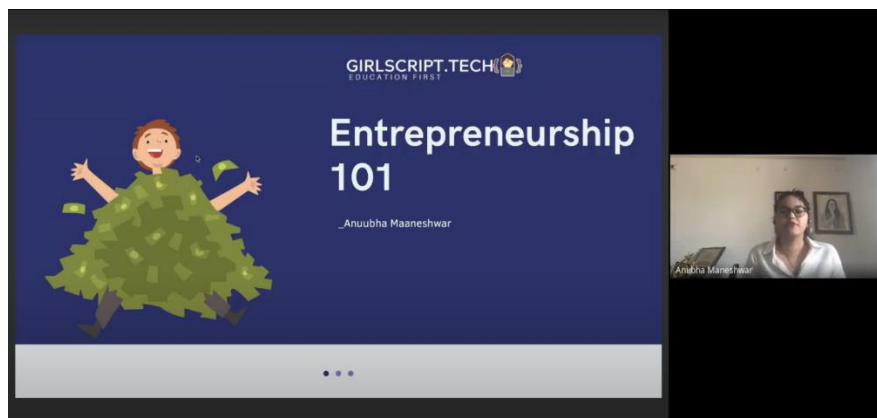 GIRLSCRIPT.TECH
EDUCATION FIRST
Entrepreneurship
101
_Anuubha Maaneshwar
Anubha Maneshwar